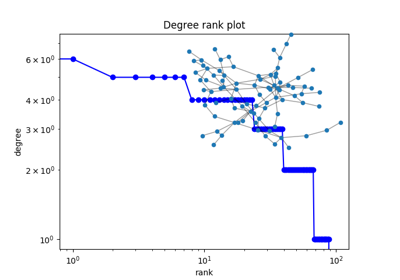 Degree rank plot
6 × 10⁰
4 × 10⁰
3 × 10⁰
2 × 10⁰
10⁰
degree
10⁰ 10¹ 10²
rank